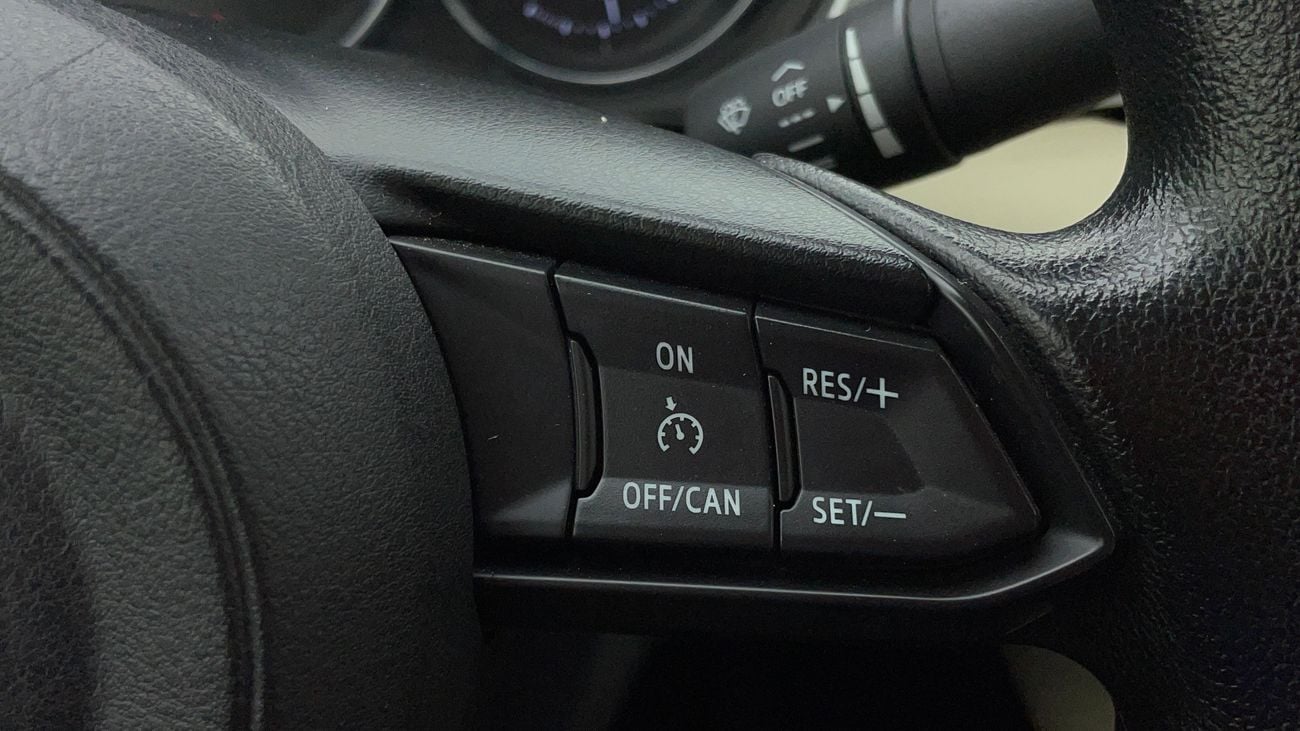 OFF
ON
RES/+
OFF/CAN
SET/−